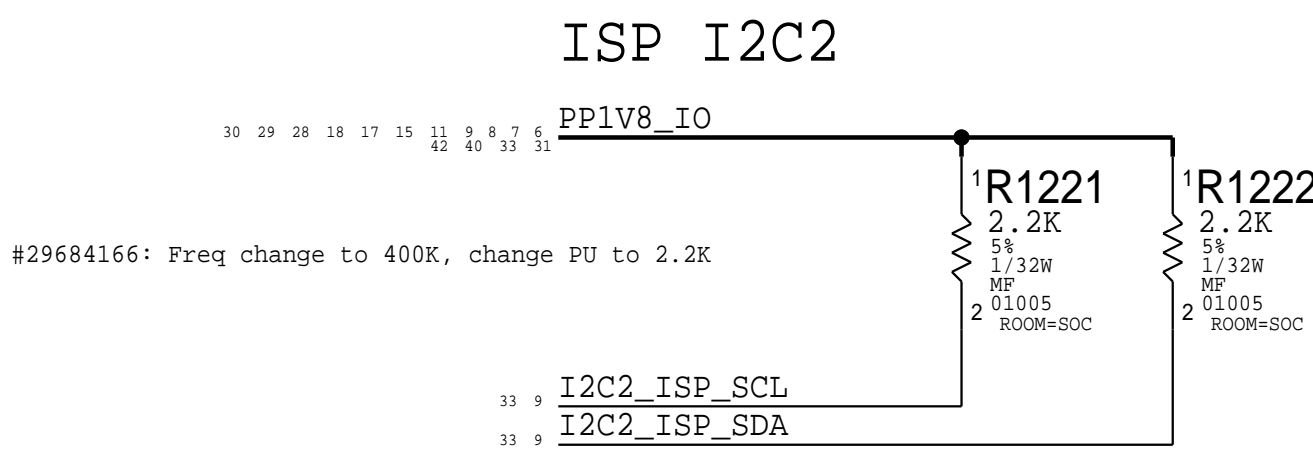 ISP I2C2
30 29 28 18 17 15 11 9 8 7 6 PP1V8_IO
42 40 33 31
1 R1221
2.2K
5%
1/32W
MF
01005
2
ROOM=SOC
1 R1222
2.2K
5%
1/32W
MF
01005
2
ROOM=SOC
#29684166: Freq change to 400K, change PU to 2.2K
33 9 I2C2_ISP_SCL
33 9 I2C2_ISP_SDA